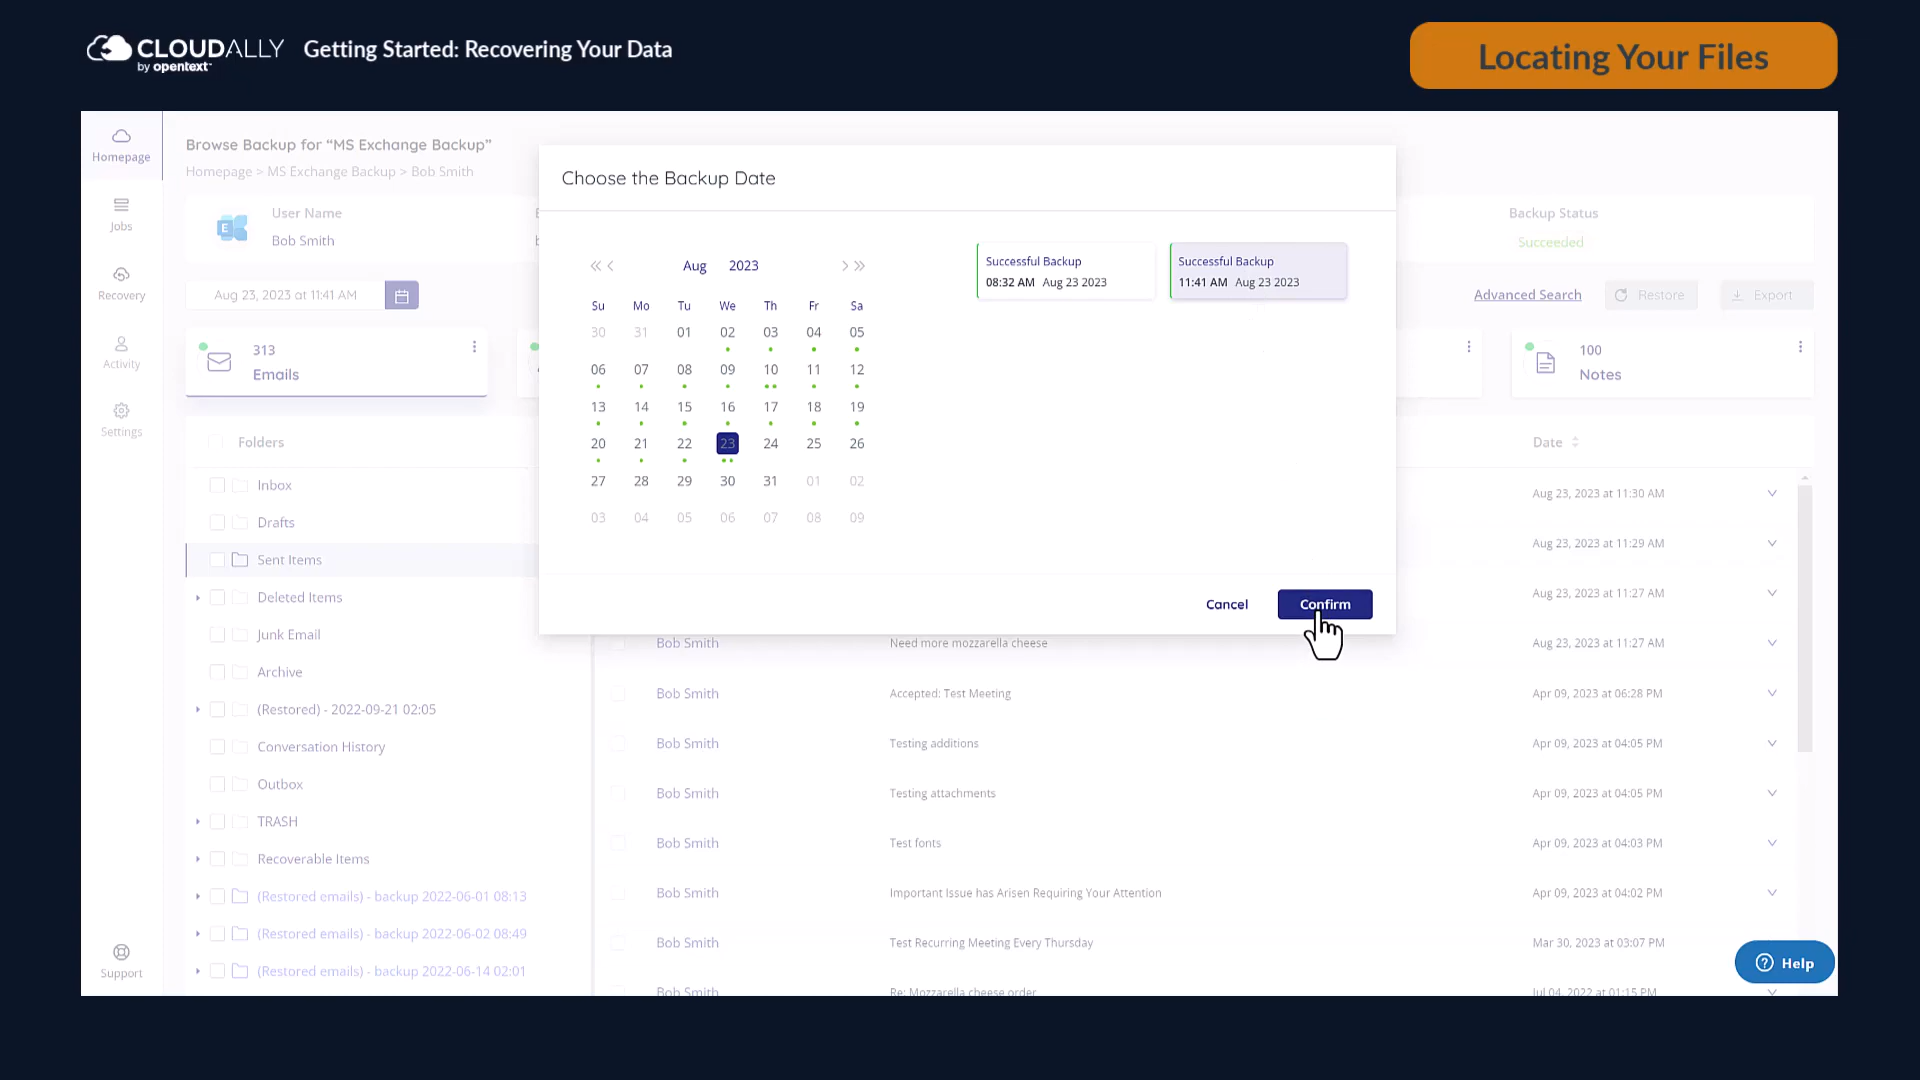 CLOUDALLY
by opentext™
Getting Started: Recovering Your Data
Locating Your Files
Homepage
Jobs
Recovery
Activity
Settings
Support
Browse Backup for “MS Exchange Backup”
Homepage > MS Exchange Backup > Bob Smith
User Name
Bob Smith
Backup Status
Succeeded
Aug 23, 2023 at 11:41 AM
Advanced Search
Restore
Export
313
Emails
100
Notes
Choose the Backup Date
« ‹ Aug 2023 › »
Su Mo Tu We Th Fr Sa
30 31 01 02 03 04 05
06 07 08 09 10 11 12
13 14 15 16 17 18 19
20 21 22 23 24 25 26
27 28 29 30 31 01 02
03 04 05 06 07 08 09
Successful Backup
08:32 AM Aug 23 2023
Successful Backup
11:41 AM Aug 23 2023
Cancel
Confirm
Folders
Inbox
Drafts
Sent Items
Deleted Items
Junk Email
Archive
(Restored) - 2022-09-21 02:05
Conversation History
Outbox
TRASH
Recoverable Items
(Restored emails) - backup 2022-06-01 08:13
(Restored emails) - backup 2022-06-02 08:49
(Restored emails) - backup 2022-06-14 02:01
Date
Aug 23, 2023 at 11:30 AM
Aug 23, 2023 at 11:29 AM
Aug 23, 2023 at 11:27 AM
Bob Smith Need more mozzarella cheese Aug 23, 2023 at 11:27 AM
Bob Smith Accepted: Test Meeting Apr 09, 2023 at 06:28 PM
Bob Smith Testing additions Apr 09, 2023 at 04:05 PM
Bob Smith Testing attachments Apr 09, 2023 at 04:05 PM
Bob Smith Test fonts Apr 09, 2023 at 04:03 PM
Bob Smith Important Issue has Arisen Requiring Your Attention Apr 09, 2023 at 04:02 PM
Bob Smith Test Recurring Meeting Every Thursday Mar 30, 2023 at 03:07 PM
Bob Smith Re: Mozzarella cheese order Jul 04, 2022 at 01:15 PM
Help